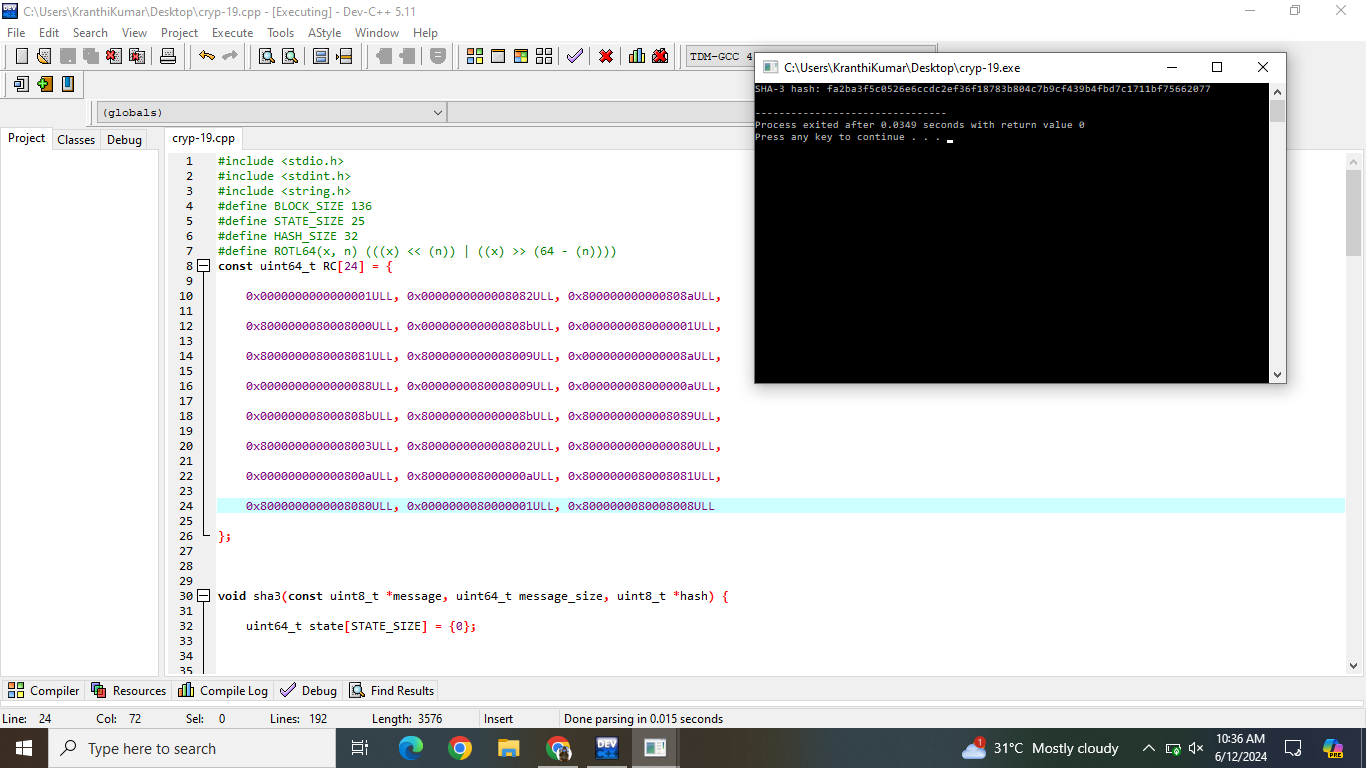 C:\Users\KranthiKumar\Desktop\cryp-19.cpp - [Executing] - Dev-C++ 5.11
File Edit Search View Project Execute Tools AStyle Window Help
TDM-GCC 4
(globals)
Project Classes Debug
cryp-19.cpp
1 #include <stdio.h>
2 #include <stdint.h>
3 #include <string.h>
4 #define BLOCK_SIZE 136
5 #define STATE_SIZE 25
6 #define HASH_SIZE 32
7 #define ROTL64(x, n) (((x) << (n)) | ((x) >> (64 - (n))))
8 const uint64_t RC[24] = {
9
10 0x0000000000000001ULL, 0x0000000000008082ULL, 0x800000000000808aULL,
11
12 0x8000000080008000ULL, 0x000000000000808bULL, 0x0000000080000001ULL,
13
14 0x8000000080008081ULL, 0x8000000000008009ULL, 0x000000000000008aULL,
15
16 0x0000000000000088ULL, 0x0000000080008009ULL, 0x000000008000000aULL,
17
18 0x000000008000808bULL, 0x800000000000008bULL, 0x8000000000008089ULL,
19
20 0x8000000000008003ULL, 0x8000000000008002ULL, 0x8000000000000080ULL,
21
22 0x000000000000800aULL, 0x800000008000000aULL, 0x8000000080008081ULL,
23
24 0x8000000000008080ULL, 0x0000000080000001ULL, 0x8000000080008008ULL
25
26 };
27
28
29
30 void sha3(const uint8_t *message, uint64_t message_size, uint8_t *hash) {
31
32 uint64_t state[STATE_SIZE] = {0};
33
34
35
C:\Users\KranthiKumar\Desktop\cryp-19.exe
SHA-3 hash: fa2ba3f5c0526e6ccdc2ef36f18783b804c7b9cf439b4fbd7c1711bf75662077
--------------------------------
Process exited after 0.0349 seconds with return value 0
Press any key to continue . . .
Compiler Resources Compile Log Debug Find Results
Line: 24 Col: 72 Sel: 0 Lines: 192 Length: 3576 Insert Done parsing in 0.015 seconds
Type here to search
DEV
1
31°C Mostly cloudy
10:36 AM
6/12/2024
PRE